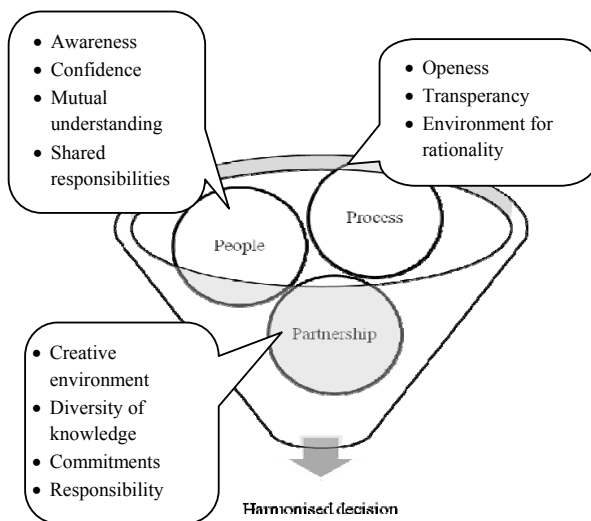 • Awareness
• Confidence
• Mutual
understanding
• Shared
responsibilities
• Openess
• Transperancy
• Environment for
rationality
People
Process
Partnership
• Creative
environment
• Diversity of
knowledge
• Commitments
• Responsibility
Harmonised decision